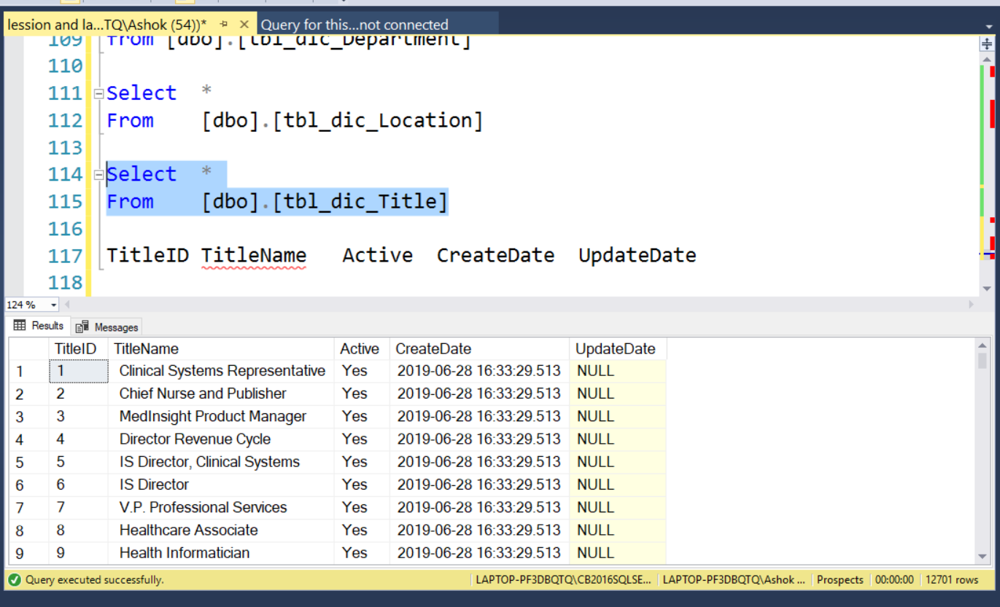 lession and la...TQ\Ashok (54))* Query for this...not connected
109 from [dbo].[tbl_dic_Department]
110
111 Select *
112 From [dbo].[tbl_dic_Location]
113
114 Select *
115 From [dbo].[tbl_dic_Title]
116
117 TitleID TitleName Active CreateDate UpdateDate
118
124 %
Results Messages
TitleID TitleName Active CreateDate UpdateDate
1 1 Clinical Systems Representative Yes 2019-06-28 16:33:29.513 NULL
2 2 Chief Nurse and Publisher Yes 2019-06-28 16:33:29.513 NULL
3 3 MedInsight Product Manager Yes 2019-06-28 16:33:29.513 NULL
4 4 Director Revenue Cycle Yes 2019-06-28 16:33:29.513 NULL
5 5 IS Director, Clinical Systems Yes 2019-06-28 16:33:29.513 NULL
6 6 IS Director Yes 2019-06-28 16:33:29.513 NULL
7 7 V.P. Professional Services Yes 2019-06-28 16:33:29.513 NULL
8 8 Healthcare Associate Yes 2019-06-28 16:33:29.513 NULL
9 9 Health Informatician Yes 2019-06-28 16:33:29.513 NULL
Query executed successfully. LAPTOP-PF3DBQTQ\CB2016SQLSE... LAPTOP-PF3DBQTQ\Ashok ... Prospects 00:00:00 12701 rows